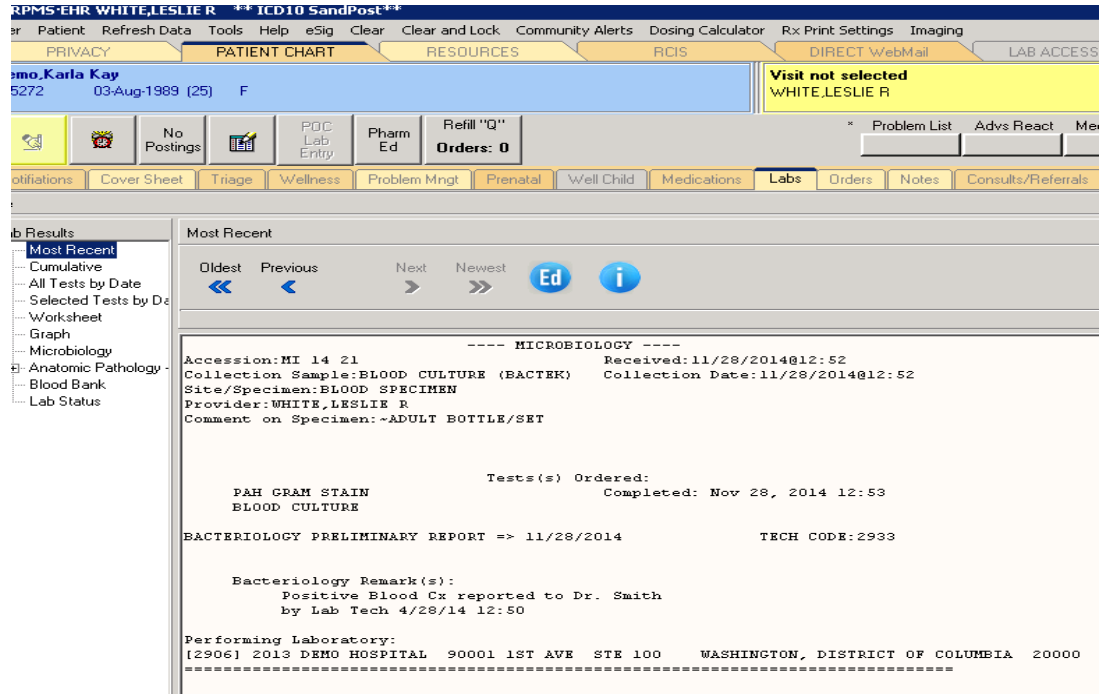 RPMS-EHR WHITE,LESLIE R ** ICD10 SandPost**
er Patient Refresh Data Tools Help eSig Clear Clear and Lock Community Alerts Dosing Calculator Rx Print Settings Imaging
PRIVACY PATIENT CHART RESOURCES RCIS DIRECT WebMail LAB ACCESS
emo,Karla Kay Visit not selected
5272 03-Aug-1989 (25) F WHITE,LESLIE R
No Postings POC Lab Entry Pharm Ed Refill "Q" Orders: 0 * Problem List Advs React Me
otifiations Cover Sheet Triage Wellness Problem Mngt Prenatal Well Child Medications Labs Orders Notes Consults/Referrals
ab Results Most Recent
Most Recent
Cumulative
All Tests by Date
Selected Tests by Da
Worksheet
Graph
Microbiology
Anatomic Pathology -
Blood Bank
Lab Status
Oldest Previous Next Newest Ed i
---- MICROBIOLOGY ----
Accession:MI 14 21 Received:11/28/2014@12:52
Collection Sample:BLOOD CULTURE (BACTEK) Collection Date:11/28/2014@12:52
Site/Specimen:BLOOD SPECIMEN
Provider:WHITE,LESLIE R
Comment on Specimen:~ADULT BOTTLE/SET
Tests(s) Ordered:
PAH GRAM STAIN Completed: Nov 28, 2014 12:53
BLOOD CULTURE
BACTERIOLOGY PRELIMINARY REPORT => 11/28/2014 TECH CODE:2933
Bacteriology Remark(s):
Positive Blood Cx reported to Dr. Smith
by Lab Tech 4/28/14 12:50
Performing Laboratory:
[2906] 2013 DEMO HOSPITAL 90001 1ST AVE STE 100 WASHINGTON, DISTRICT OF COLUMBIA 20000